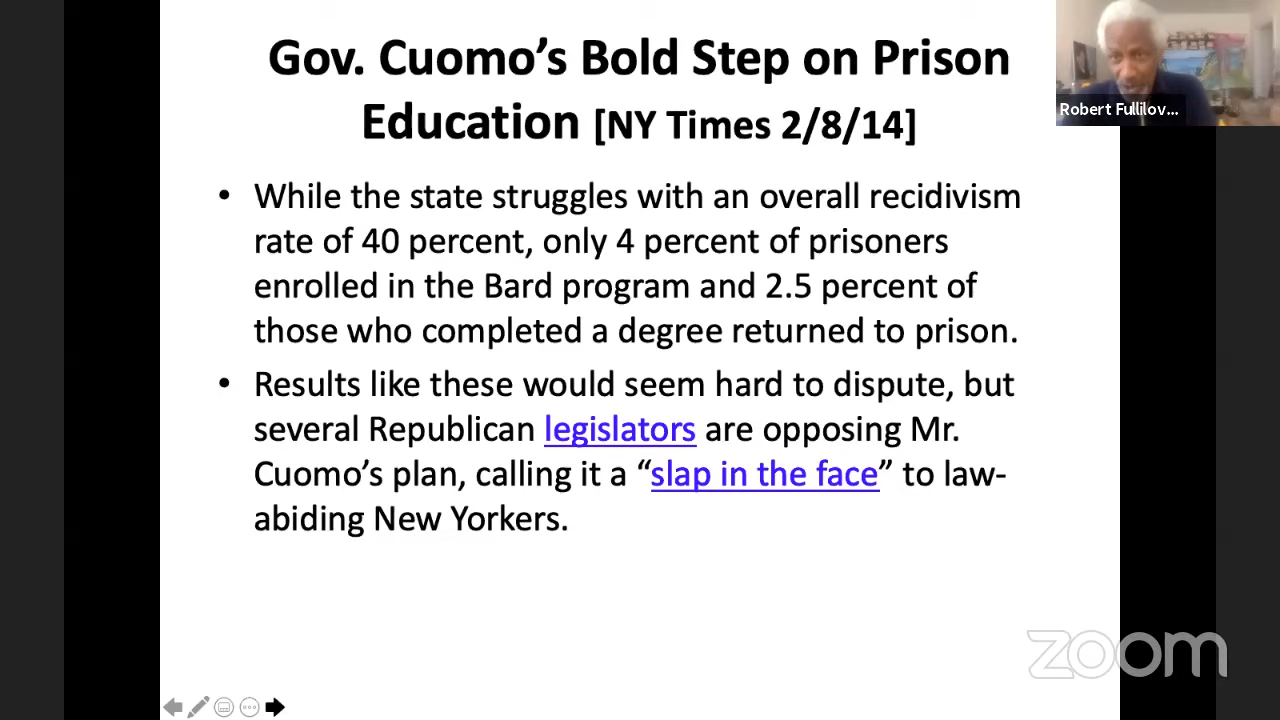 Gov. Cuomo's Bold Step on Prison
Education [NY Times 2/8/14]
Robert Fullilov...
• While the state struggles with an overall recidivism
rate of 40 percent, only 4 percent of prisoners
enrolled in the Bard program and 2.5 percent of
those who completed a degree returned to prison.
• Results like these would seem hard to dispute, but
several Republican legislators are opposing Mr.
Cuomo's plan, calling it a “slap in the face” to law-
abiding New Yorkers.
zoom